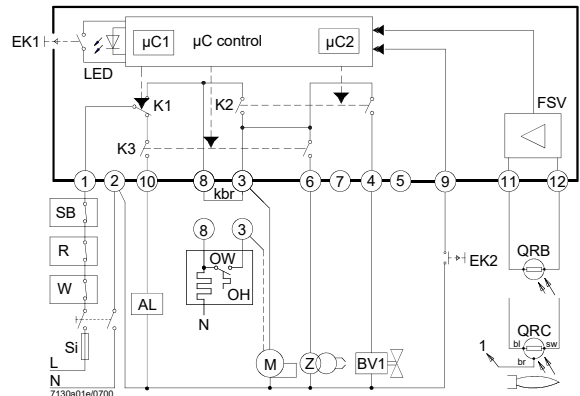 EK1
LED
µC1
µC control
µC2
K1
K2
K3
FSV
1
2
10
8
kbr
3
6
7
4
5
9
11
12
SB
R
W
Si
L
N
7130a01e/0700
AL
8
3
OW
OH
N
M
Z
BV1
EK2
QRB
QRC
1
bl
sw
br